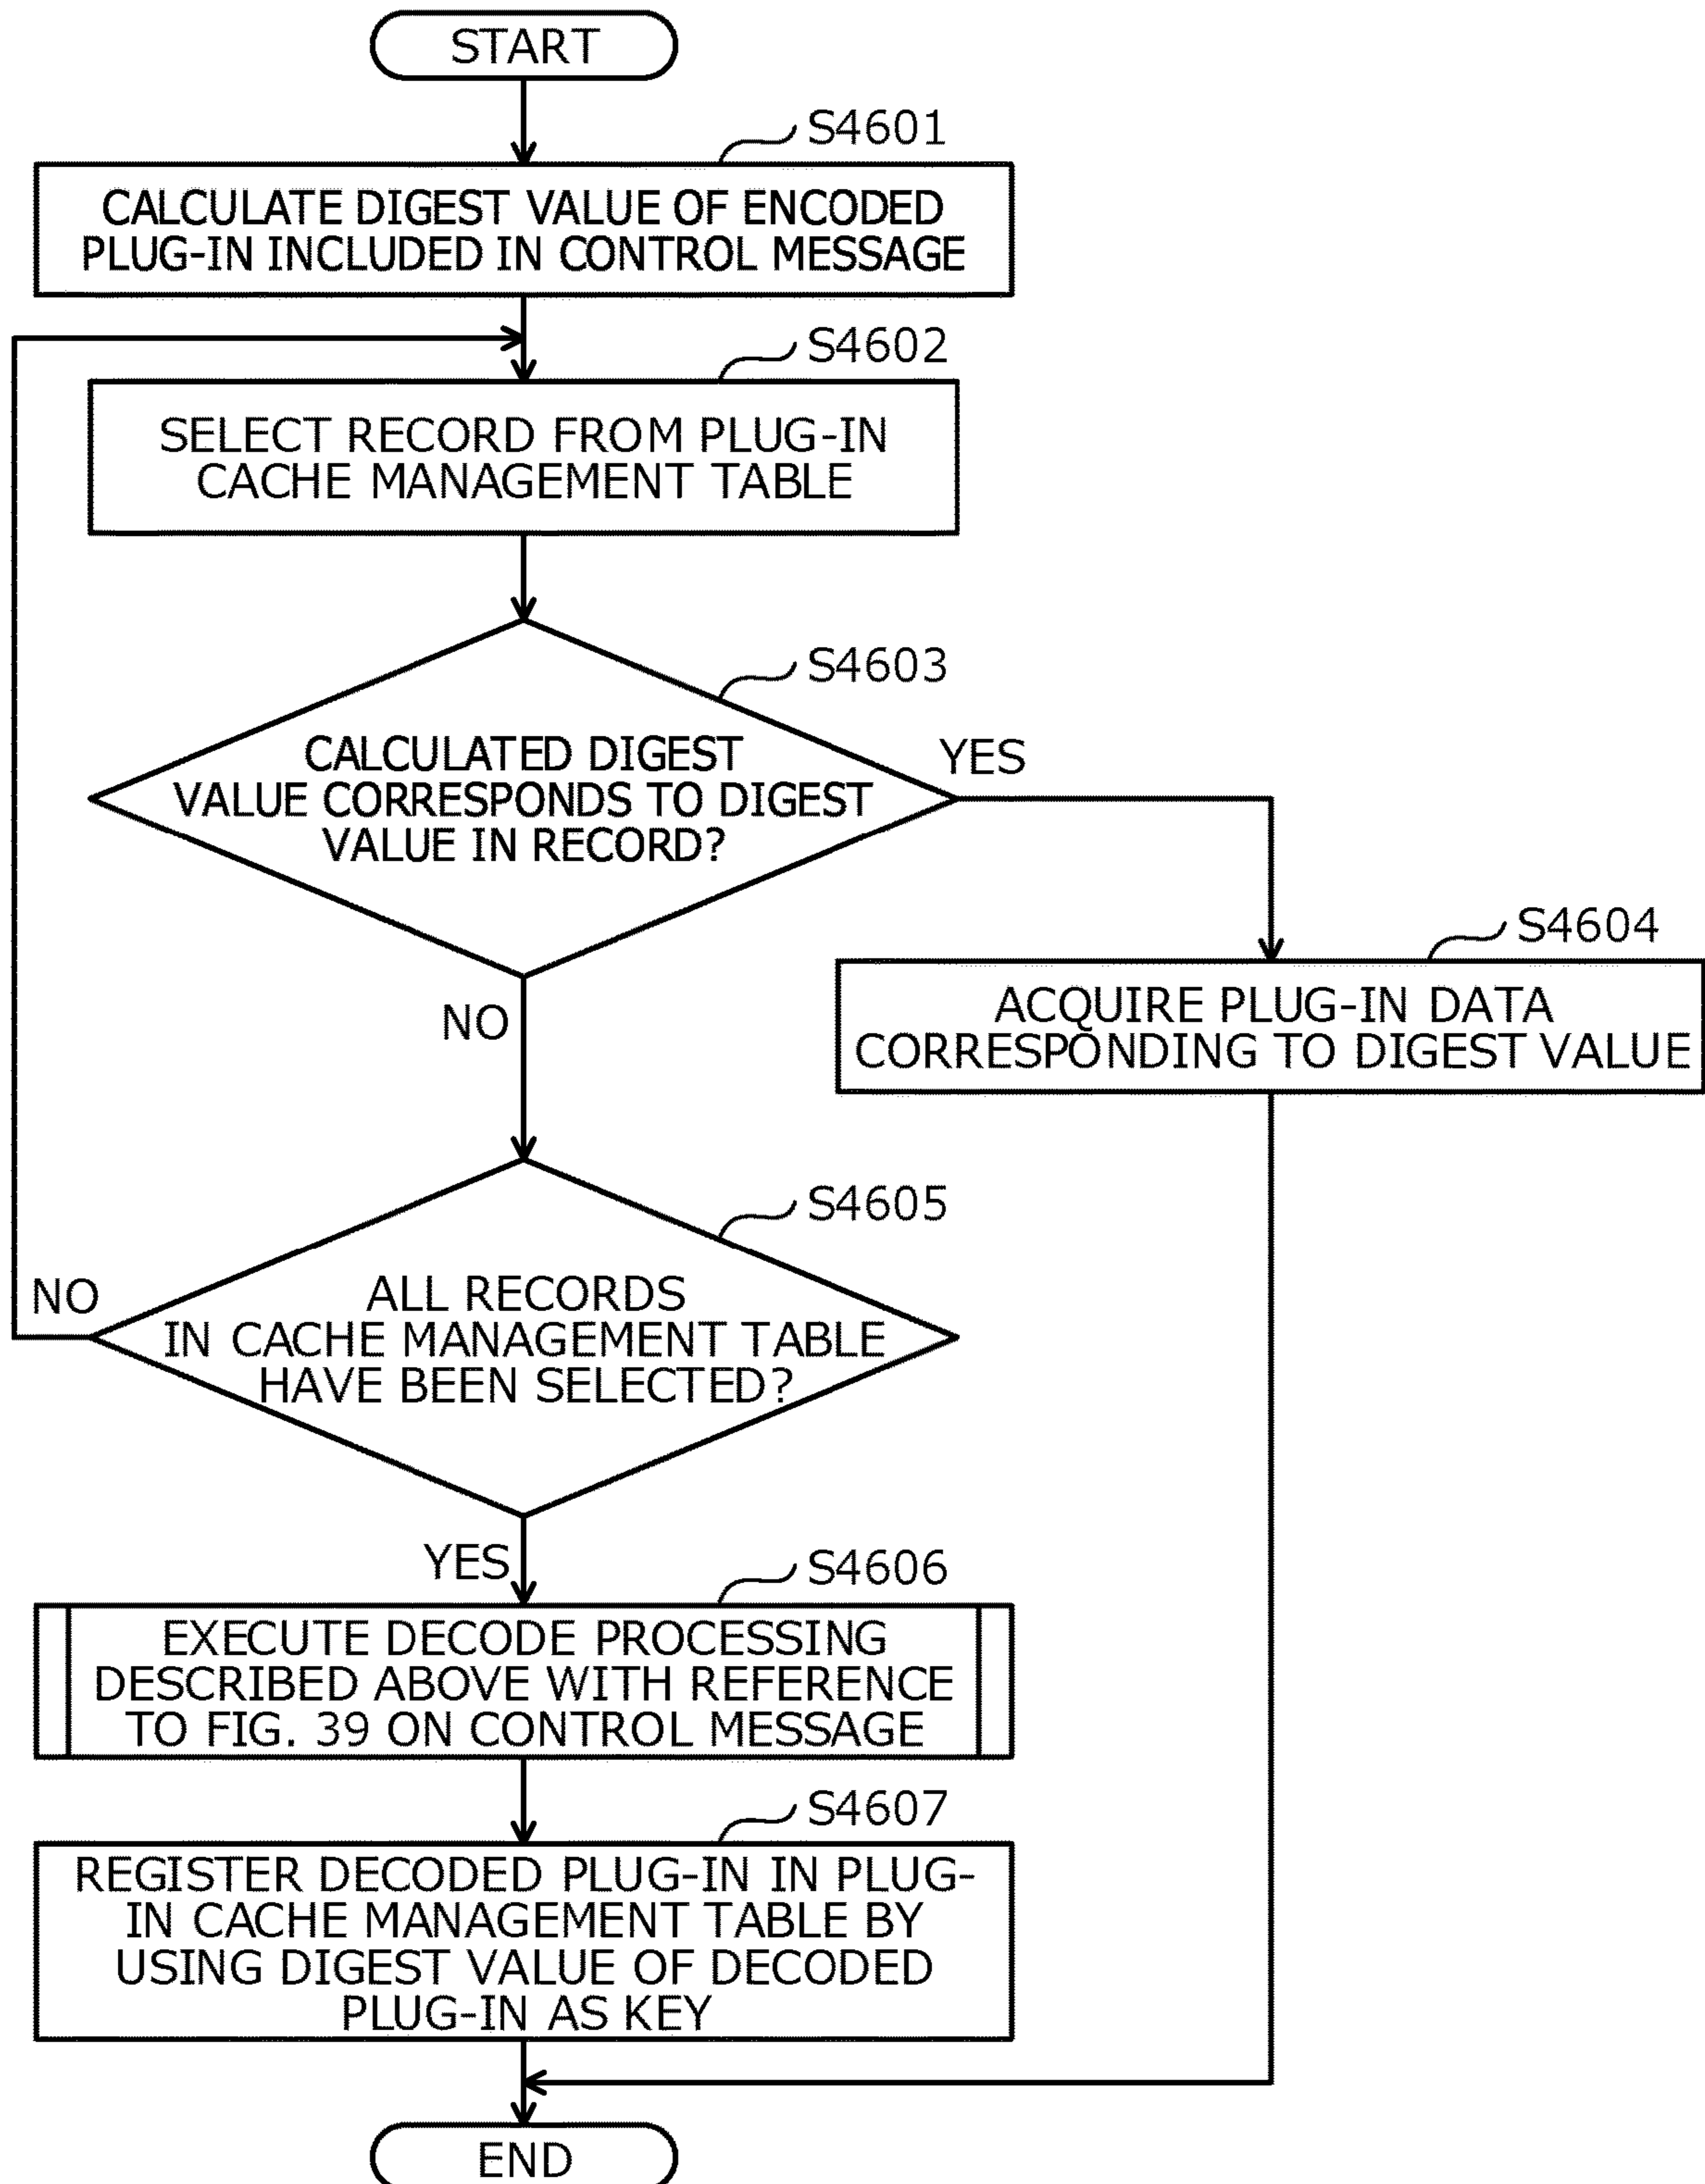 START
S4601
CALCULATE DIGEST VALUE OF ENCODED
PLUG-IN INCLUDED IN CONTROL MESSAGE
S4602
SELECT RECORD FROM PLUG-IN
CACHE MANAGEMENT TABLE
S4603
CALCULATED DIGEST
VALUE CORRESPONDS TO DIGEST
VALUE IN RECORD?
YES
NO
S4604
ACQUIRE PLUG-IN DATA
CORRESPONDING TO DIGEST VALUE
S4605
ALL RECORDS
IN CACHE MANAGEMENT TABLE
HAVE BEEN SELECTED?
NO
YES
S4606
EXECUTE DECODE PROCESSING
DESCRIBED ABOVE WITH REFERENCE
TO FIG. 39 ON CONTROL MESSAGE
S4607
REGISTER DECODED PLUG-IN IN PLUG-
IN CACHE MANAGEMENT TABLE BY
USING DIGEST VALUE OF DECODED
PLUG-IN AS KEY
END